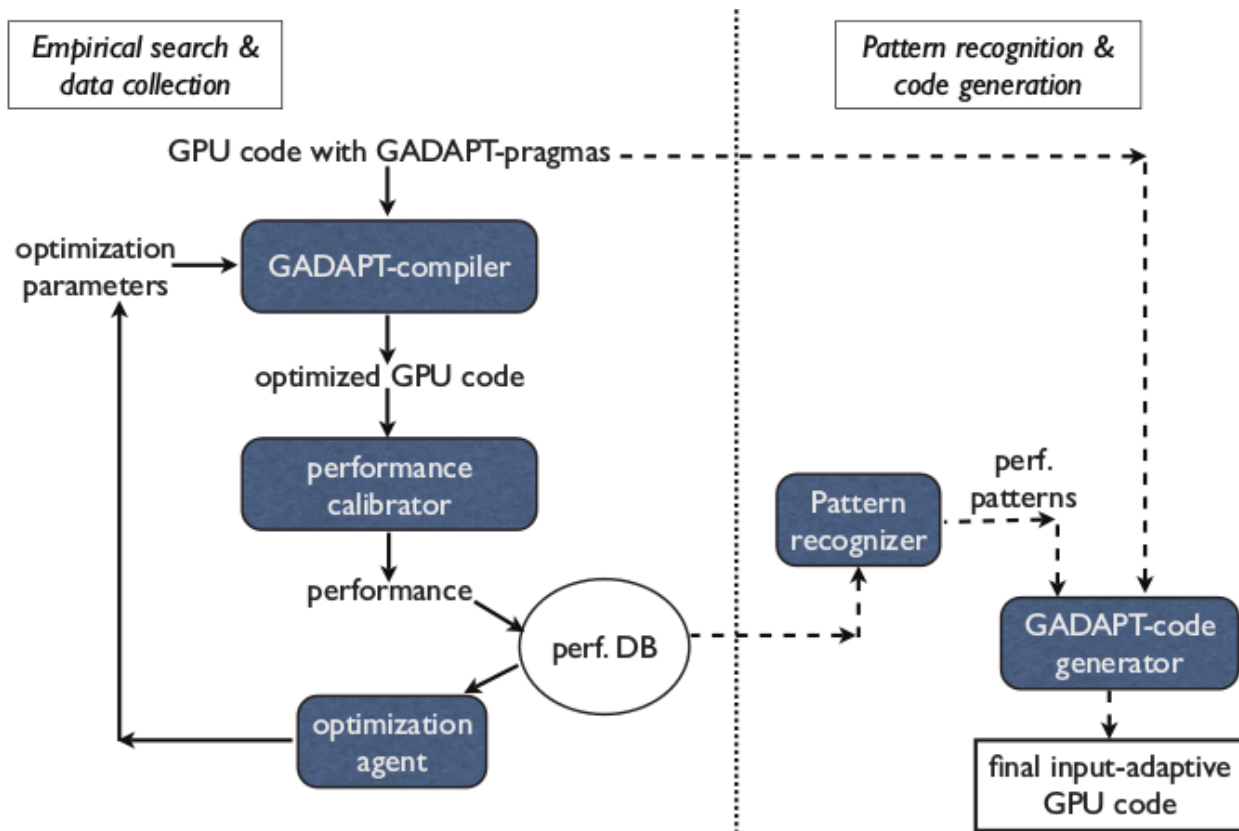 Empirical search &
data collection
Pattern recognition &
code generation
GPU code with GADAPT-pragmas
optimization
parameters
GADAPT-compiler
optimized GPU code
performance
calibrator
perf.
patterns
Pattern
recognizer
performance
perf. DB
GADAPT-code
generator
optimization
agent
final input-adaptive
GPU code